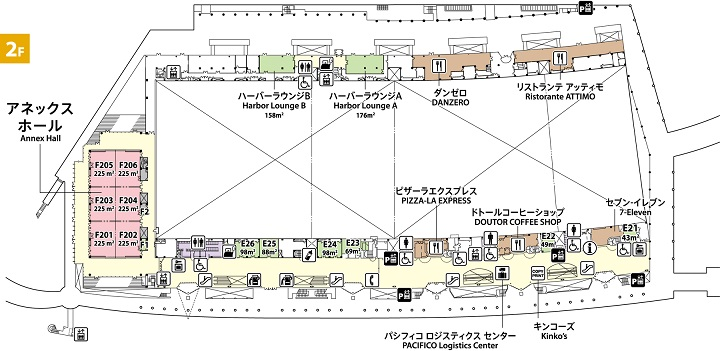 2F
アネックス
ホール
Annex Hall
ハーバーラウンジB
Harbor Lounge B
158m²
ハーバーラウンジA
Harbor Lounge A
176m²
ダンゼロ
DANZERO
リストランテ アッティモ
Ristorante ATTIMO
F205
225 m²
F206
225 m²
F203
225 m²
F204
225 m²
F201
225 m²
F202
225 m²
ピザーラエクスプレス
PIZZA-LA EXPRESS
ドトールコーヒーショップ
DOUTOR COFFEE SHOP
セブン-イレブン
7-Eleven
E26
98m²
E25
88m²
E24
98m²
E23
69m²
E22
49m²
E21
43m²
COPY
PRINT
パシフィコ ロジスティクス センター
PACIFICO Logistics Center
キンコーズ
Kinko's